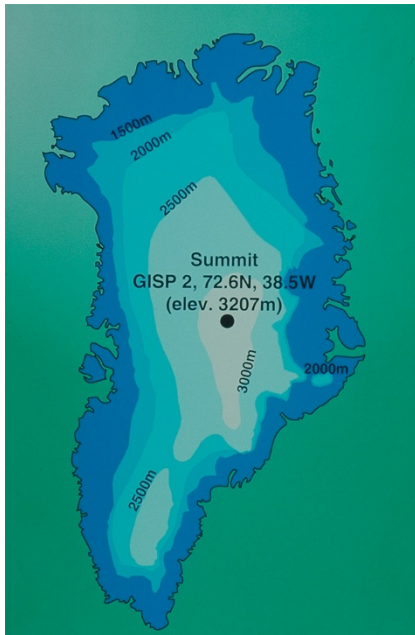 1500m
2000m
2500m
Summit
GISP 2, 72.6N, 38.5W
(elev. 3207m)
3000m
2000m
2500m